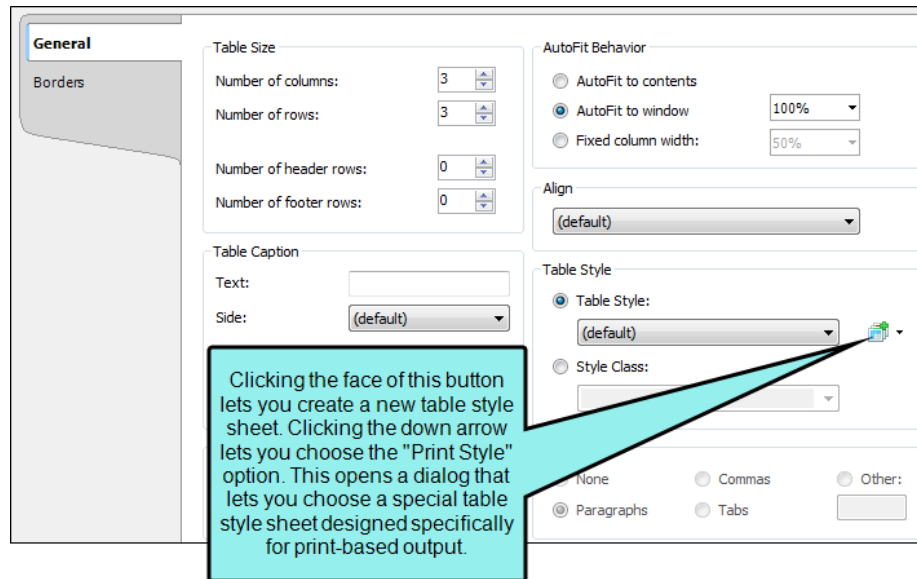 General
Borders
Table Size
Number of columns:
3
Number of rows:
3
Number of header rows:
0
Number of footer rows:
0
Table Caption
Text:
Side:
(default)
AutoFit Behavior
AutoFit to contents
AutoFit to window
100%
Fixed column width:
50%
Align
(default)
Table Style
Table Style:
(default)
Style Class:
None
Commas
Other:
Paragraphs
Tabs
Clicking the face of this button
lets you create a new table style
sheet. Clicking the down arrow
lets you choose the "Print Style"
option. This opens a dialog that
lets you choose a special table
style sheet designed specifically
for print-based output.